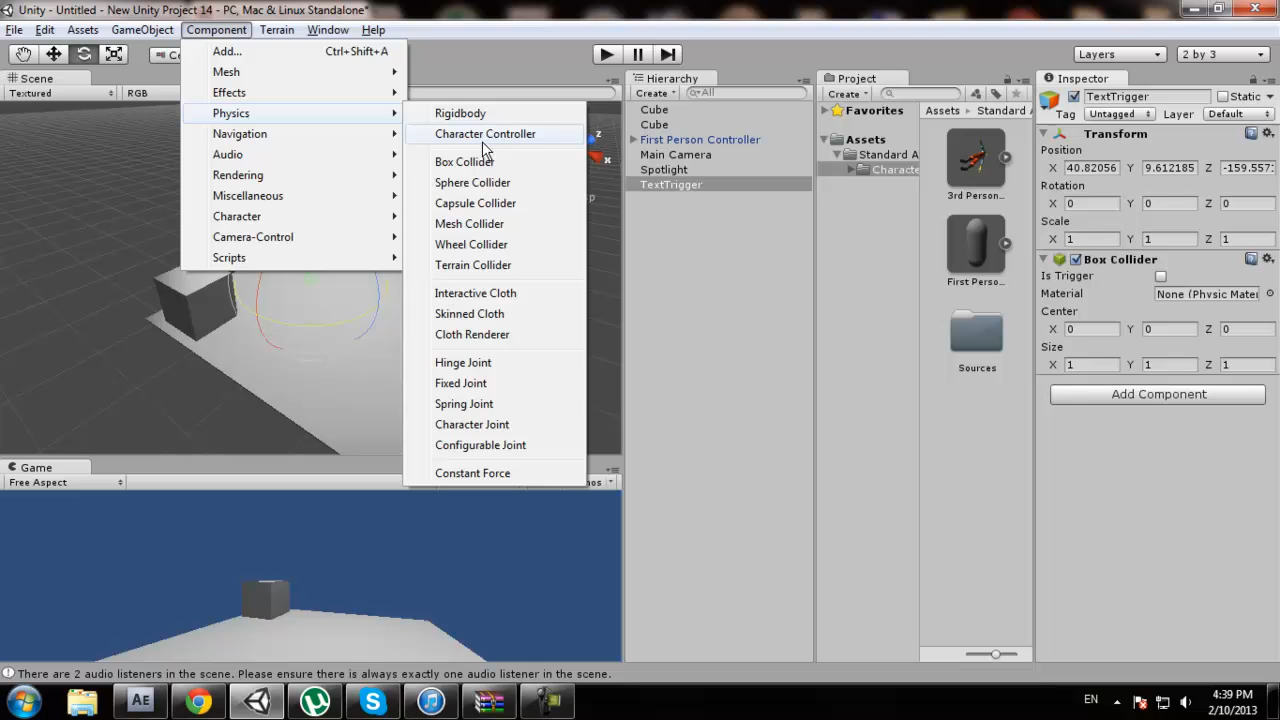 Unity - Untitled - New Unity Project 14 - PC, Mac & Linux Standalone*
File Edit Assets GameObject Component Terrain Window Help
Layers
2 by 3
Scene
Textured
RGB
Add... Ctrl+Shift+A
Mesh
Effects
Physics
Navigation
Audio
Rendering
Miscellaneous
Character
Camera-Control
Scripts
Rigidbody
Character Controller
Box Collider
Sphere Collider
Capsule Collider
Mesh Collider
Wheel Collider
Terrain Collider
Interactive Cloth
Skinned Cloth
Cloth Renderer
Hinge Joint
Fixed Joint
Spring Joint
Character Joint
Configurable Joint
Constant Force
z
x
Game
Free Aspect
Hierarchy
Create All
Cube
Cube
First Person Controller
Main Camera
Spotlight
TextTrigger
Project
Create
Favorites
Assets
Standard A
Characte
Assets Standard A
3rd Person...
First Perso...
Sources
Inspector
TextTrigger Static
Tag Untagged Layer Default
Transform
Position
X 40.82056 Y 9.612185 Z -159.557
Rotation
X 0 Y 0 Z 0
Scale
X 1 Y 1 Z 1
Box Collider
Is Trigger
Material None (Physic Mater
Center
X 0 Y 0 Z 0
Size
X 1 Y 1 Z 1
Add Component
There are 2 audio listeners in the scene. Please ensure there is always exactly one audio listener in the scene.
AE
EN
4:39 PM
2/10/2013